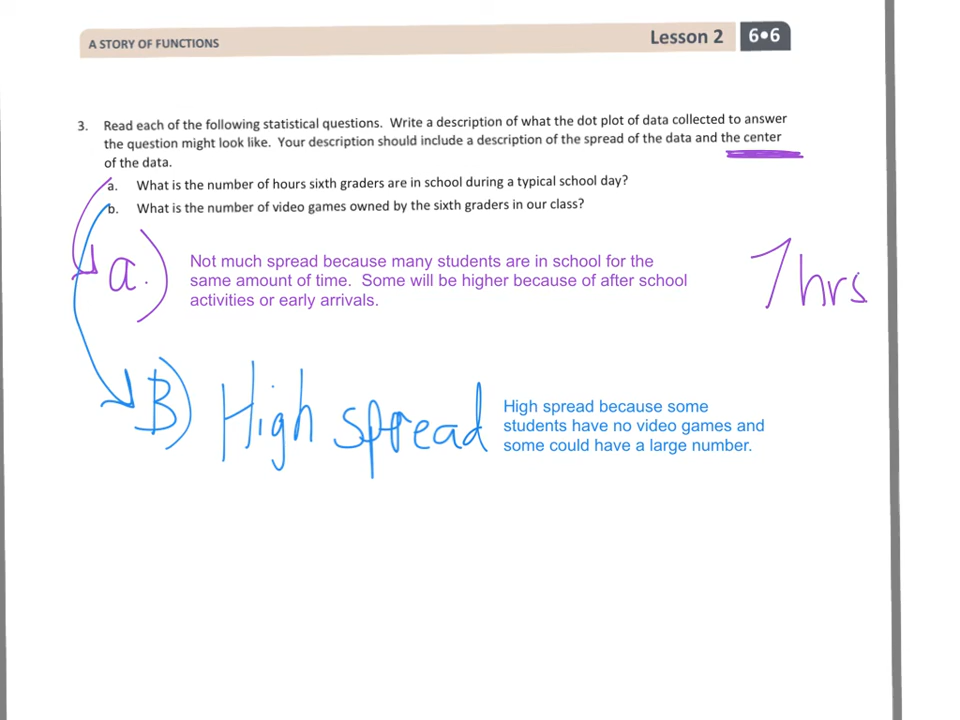 A STORY OF FUNCTIONS
Lesson 2
6•6
3. Read each of the following statistical questions. Write a description of what the dot plot of data collected to answer
the question might look like. Your description should include a description of the spread of the data and the center
of the data.
a. What is the number of hours sixth graders are in school during a typical school day?
b. What is the number of video games owned by the sixth graders in our class?
a.)
Not much spread because many students are in school for the
same amount of time. Some will be higher because of after school
activities or early arrivals.
7 hrs
B) High spread
High spread because some
students have no video games and
some could have a large number.